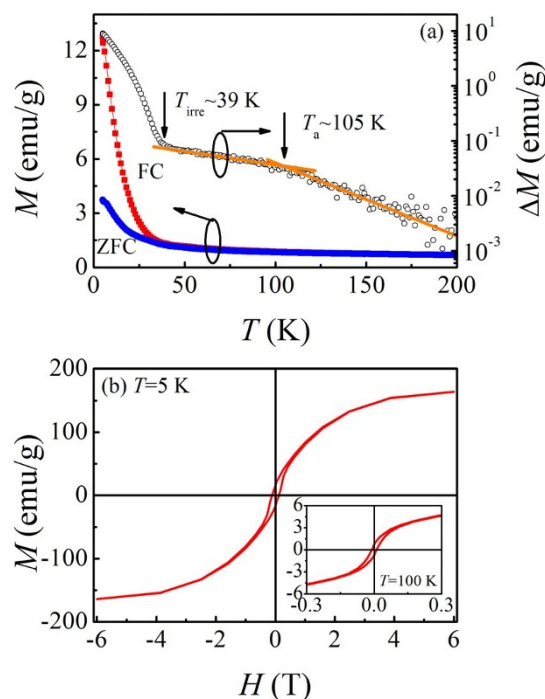 (a)
12
9
6
3
0
M (emu/g)
T_irre~39 K
T_a~105 K
FC
ZFC
10^1
10^0
10^-1
10^-2
10^-3
ΔM (emu/g)
0 50 100 150 200
T (K)
(b) T=5 K
200
100
0
-100
-200
M (emu/g)
6
3
0
-3
-6
T=100 K
-0.3 0.0 0.3
-6 -4 -2 0 2 4 6
H (T)